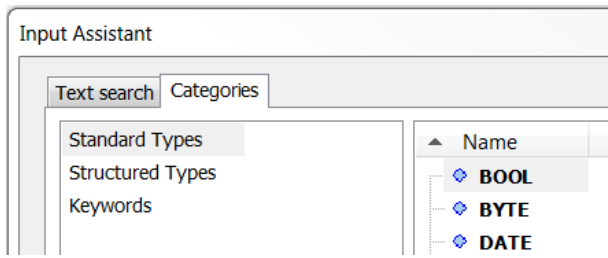 Input Assistant
Text search Categories
Standard Types
Structured Types
Keywords
Name
BOOL
BYTE
DATE